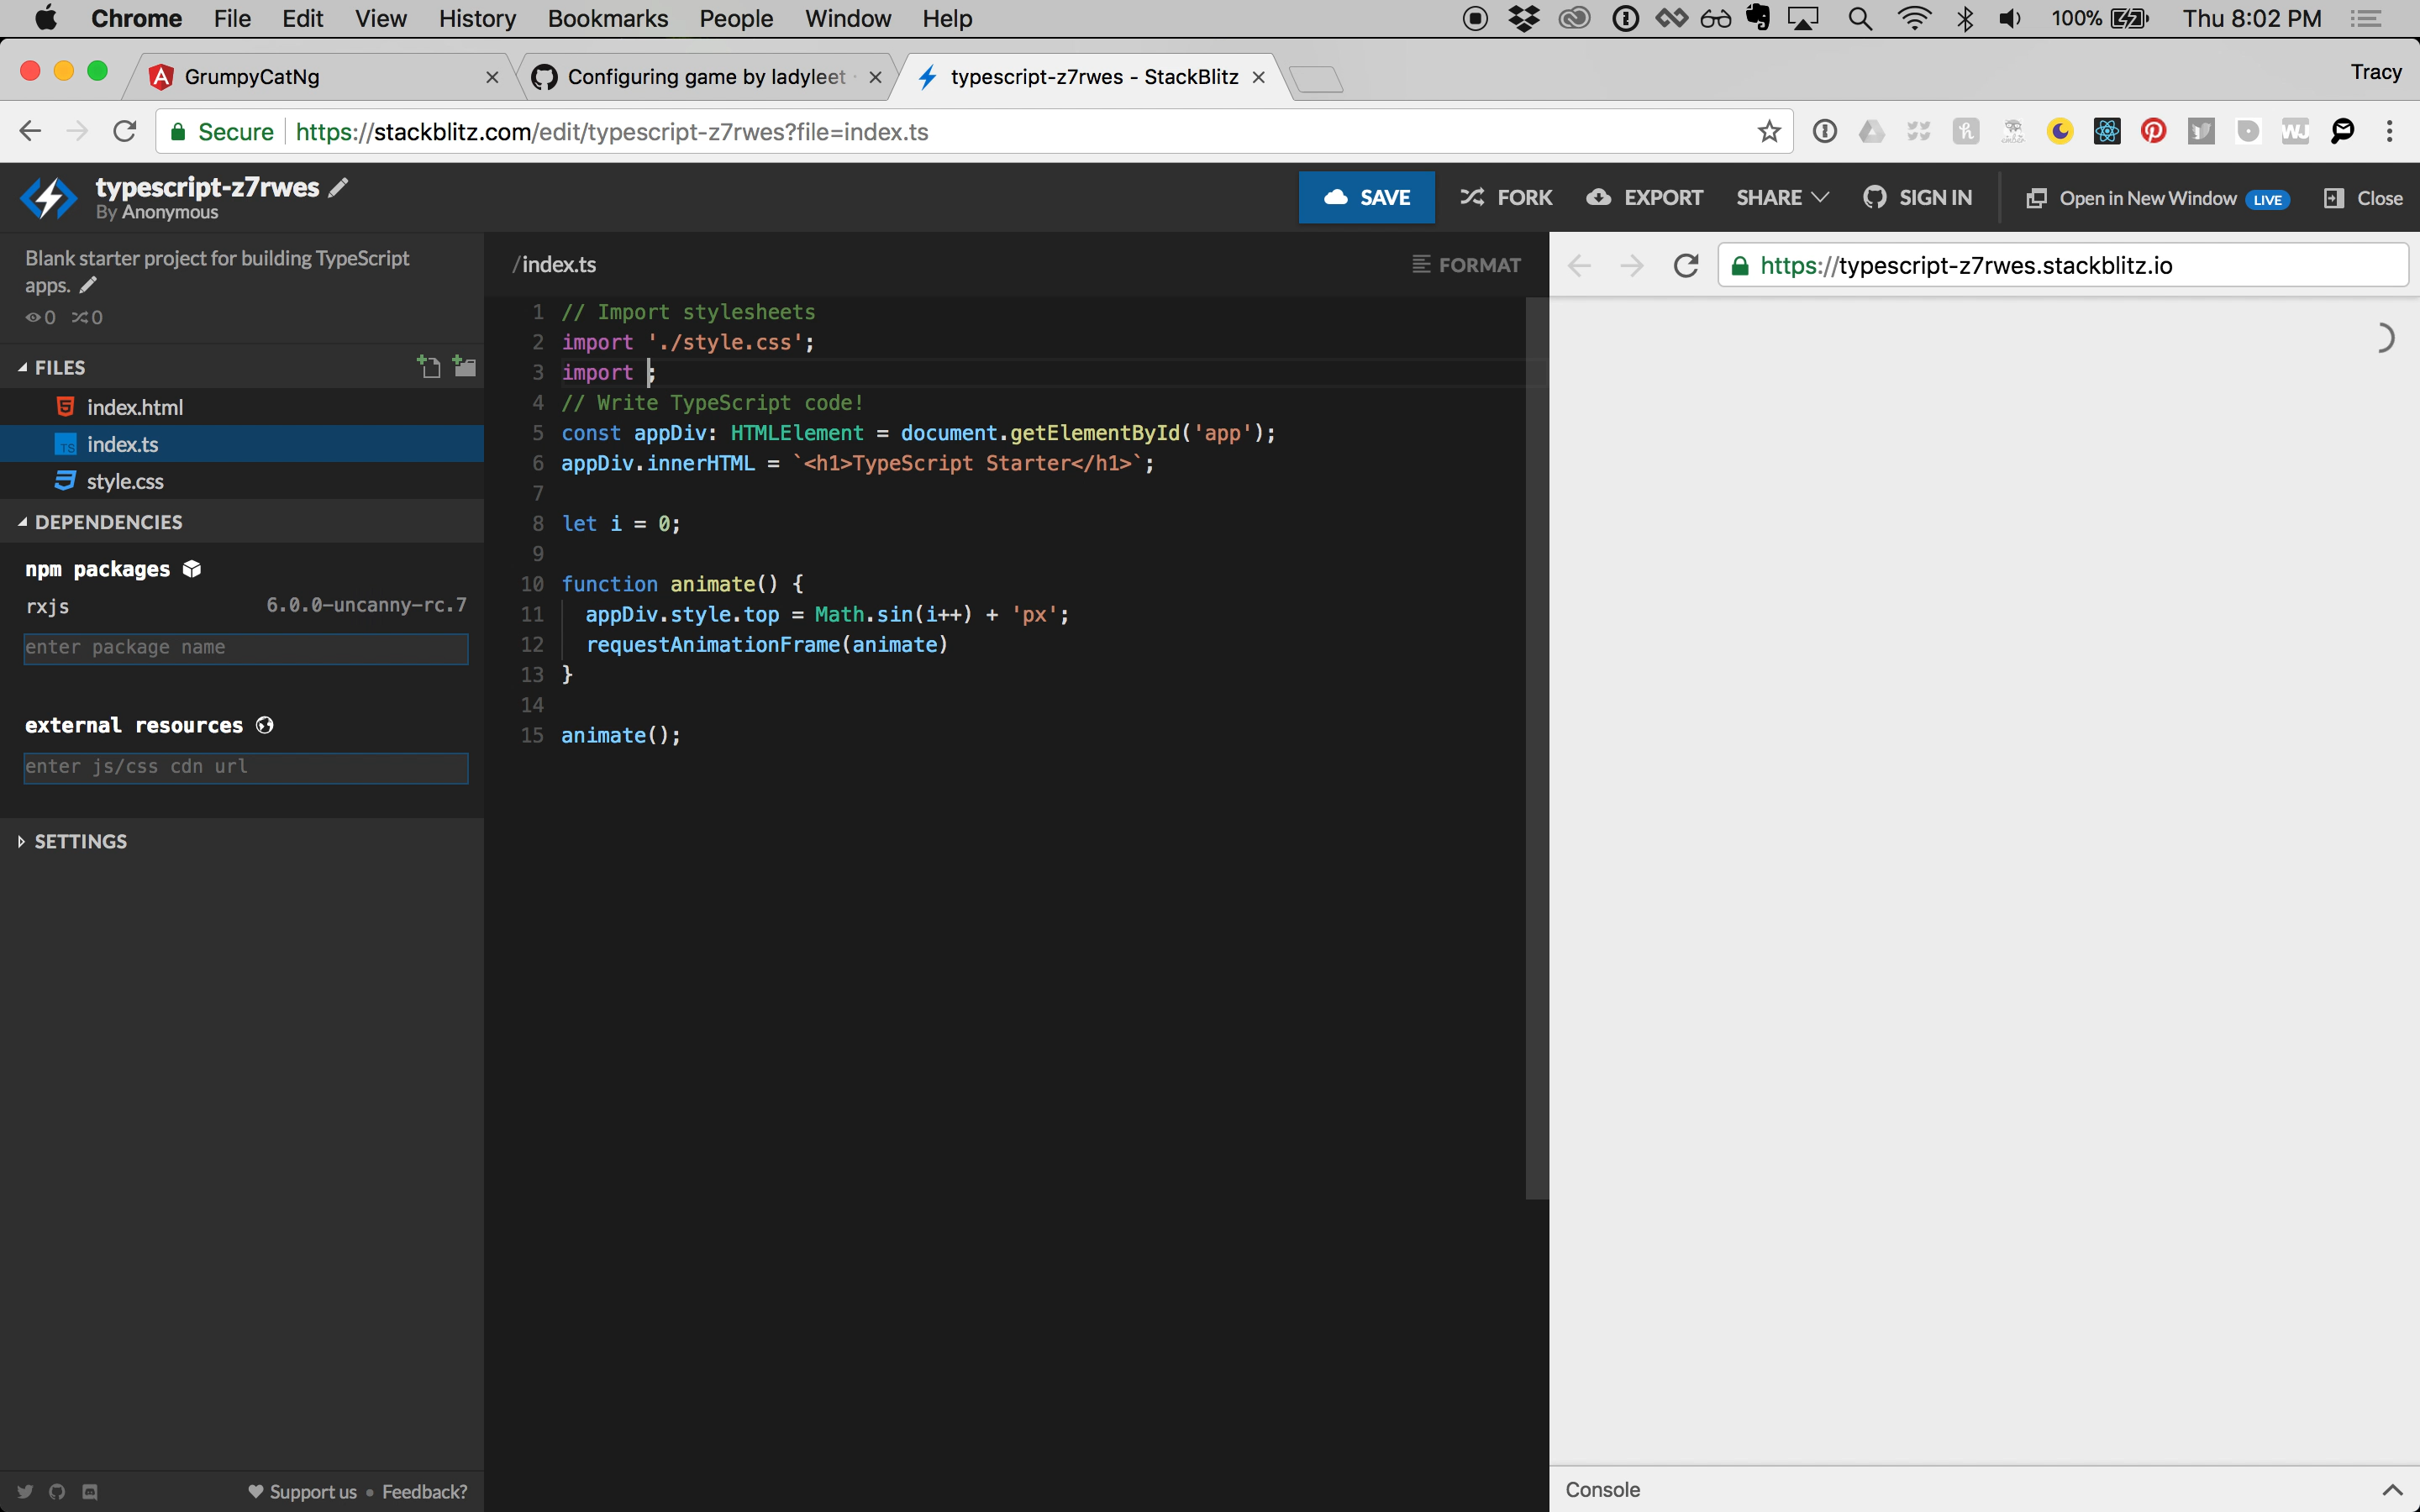 Chrome File Edit View History Bookmarks People Window Help 100% Thu 8:02 PM
GrumpyCatNg Configuring game by ladyleet typescript-z7rwes - StackBlitz Tracy
Secure https://stackblitz.com/edit/typescript-z7rwes?file=index.ts
typescript-z7rwes
By Anonymous
SAVE FORK EXPORT SHARE SIGN IN Open in New Window LIVE Close
Blank starter project for building TypeScript
apps.
0 0
FILES
index.html
index.ts
style.css
DEPENDENCIES
npm packages
rxjs 6.0.0-uncanny-rc.7
enter package name
external resources
enter js/css cdn url
SETTINGS
Support us • Feedback?
/index.ts FORMAT
1 // Import stylesheets
2 import './style.css';
3 import ;
4 // Write TypeScript code!
5 const appDiv: HTMLElement = document.getElementById('app');
6 appDiv.innerHTML = `<h1>TypeScript Starter</h1>`;
7
8 let i = 0;
9
10 function animate() {
11 appDiv.style.top = Math.sin(i++) + 'px';
12 requestAnimationFrame(animate)
13 }
14
15 animate();
https://typescript-z7rwes.stackblitz.io
Console